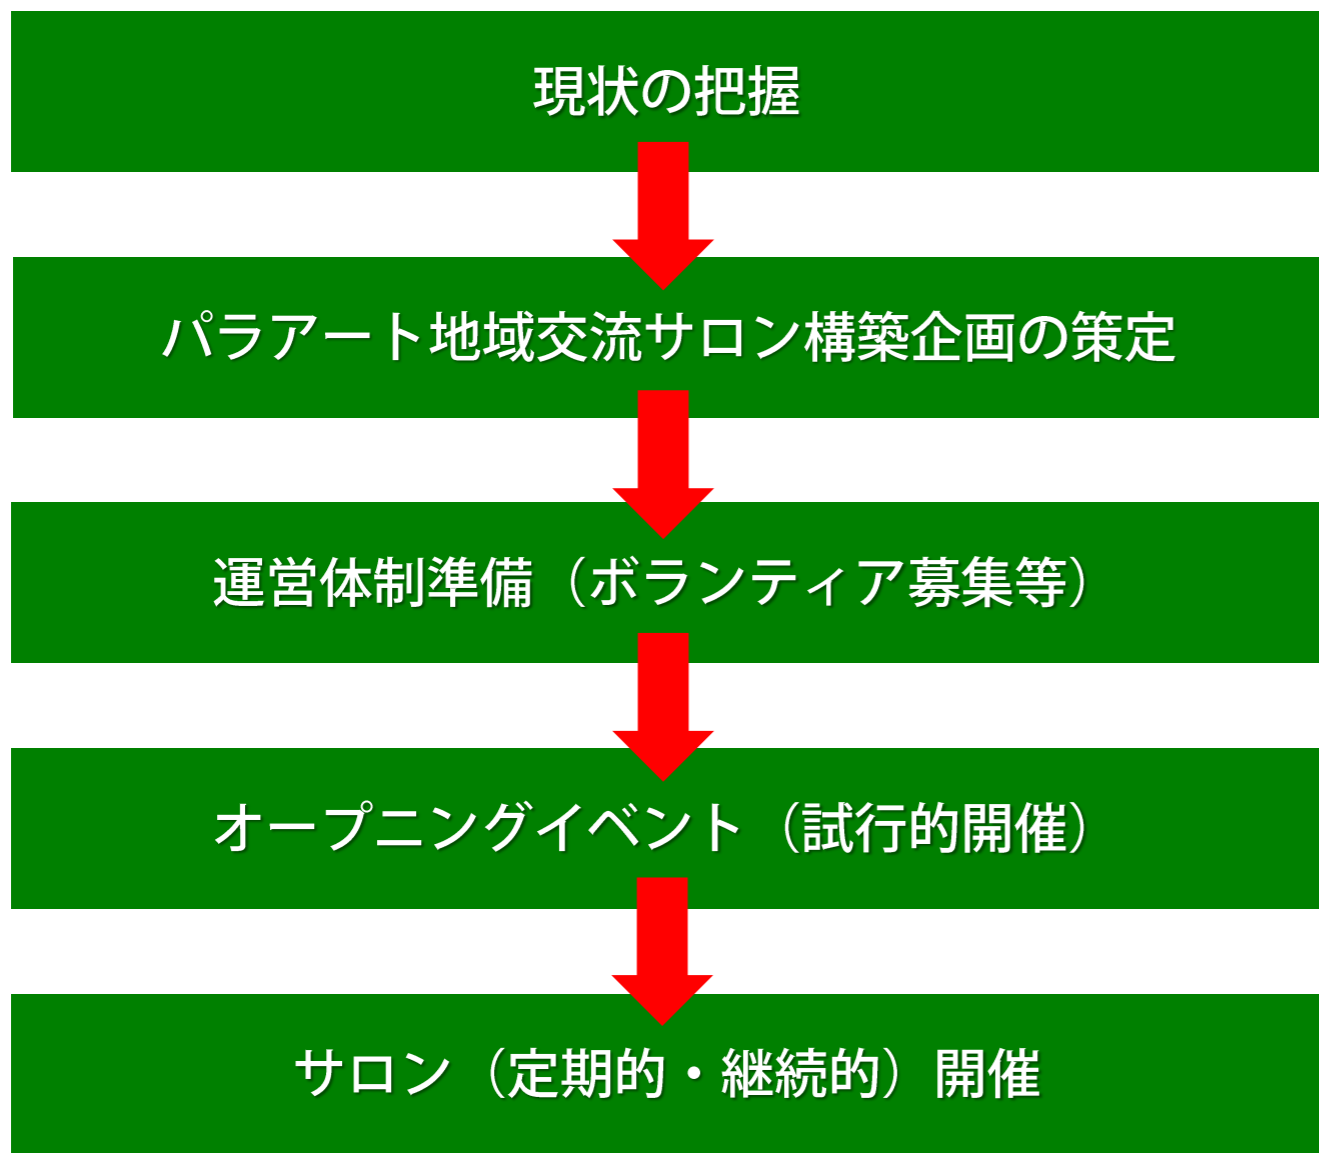 現状の把握
パラアート地域交流サロン構築企画の策定
運営体制準備（ボランティア募集等）
オープニングイベント（試行的開催）
サロン（定期的・継続的）開催